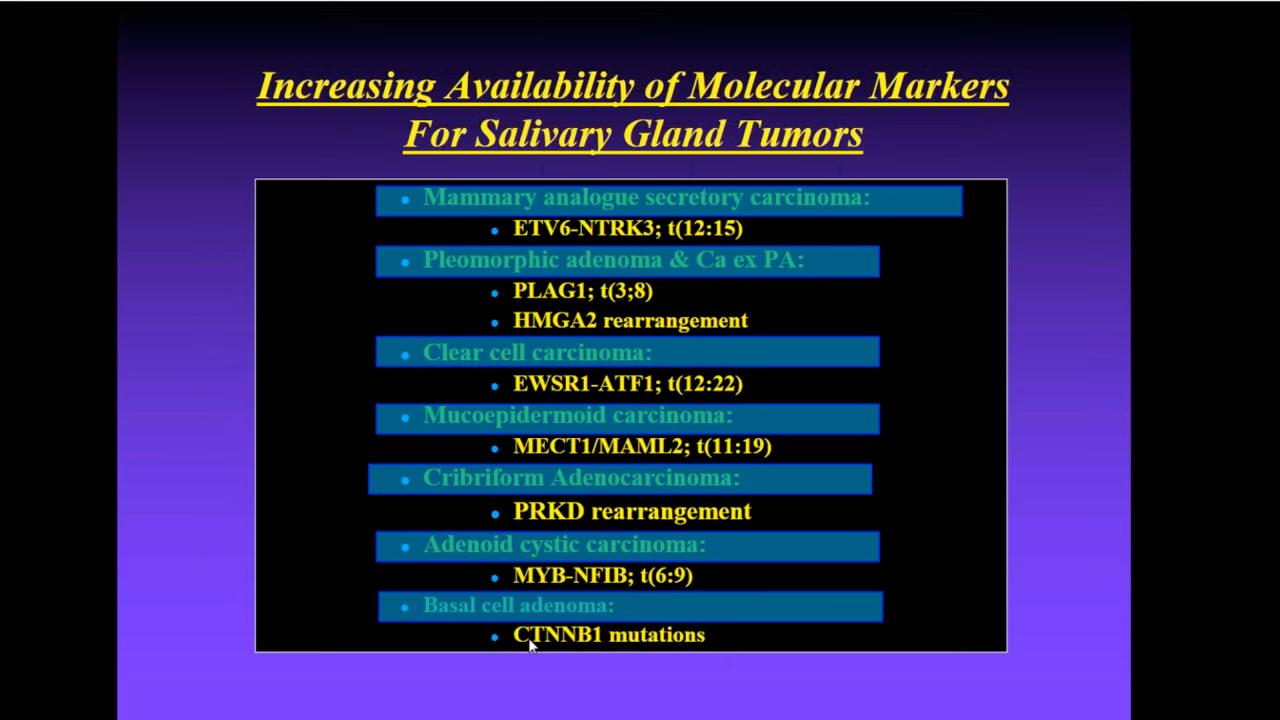 Increasing Availability of Molecular Markers
For Salivary Gland Tumors
• Mammary analogue secretory carcinoma:
• ETV6-NTRK3; t(12:15)
• Pleomorphic adenoma & Ca ex PA:
• PLAG1; t(3;8)
• HMGA2 rearrangement
• Clear cell carcinoma:
• EWSR1-ATF1; t(12:22)
• Mucoepidermoid carcinoma:
• MECT1/MAML2; t(11:19)
• Cribriform Adenocarcinoma:
• PRKD rearrangement
• Adenoid cystic carcinoma:
• MYB-NFIB; t(6:9)
• Basal cell adenoma:
• CTNNB1 mutations